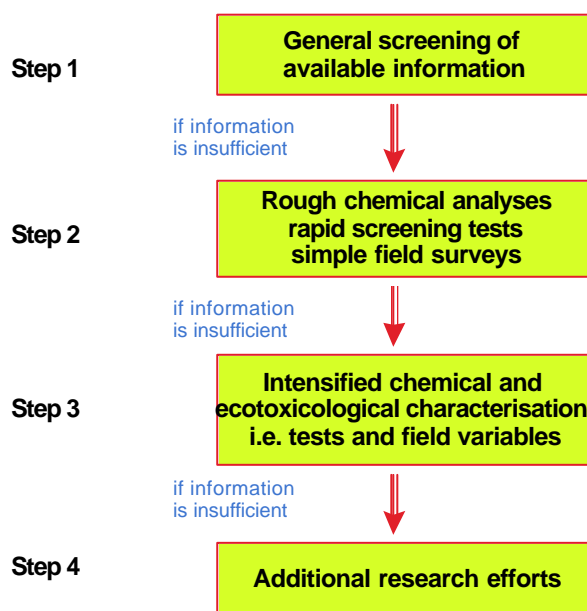 Step 1
General screening of
available information
if information
is insufficient
Step 2
Rough chemical analyses
rapid screening tests
simple field surveys
if information
is insufficient
Step 3
Intensified chemical and
ecotoxicological characterisation
i.e. tests and field variables
if information
is insufficient
Step 4
Additional research efforts